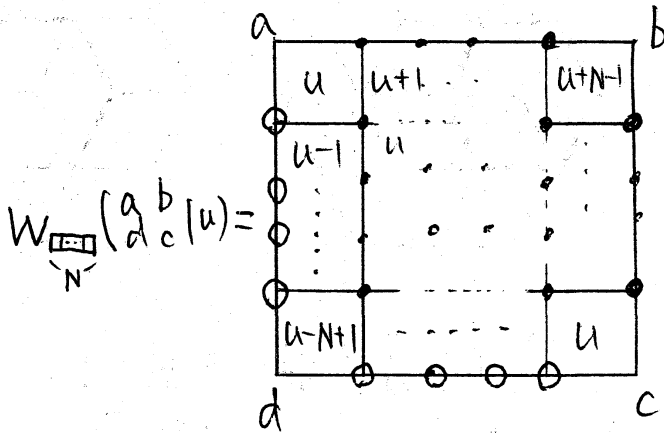 a b
u u+1 ... u+N-1
u-1 u
W (a b d c | u) =
N
u-N+1 u
d c